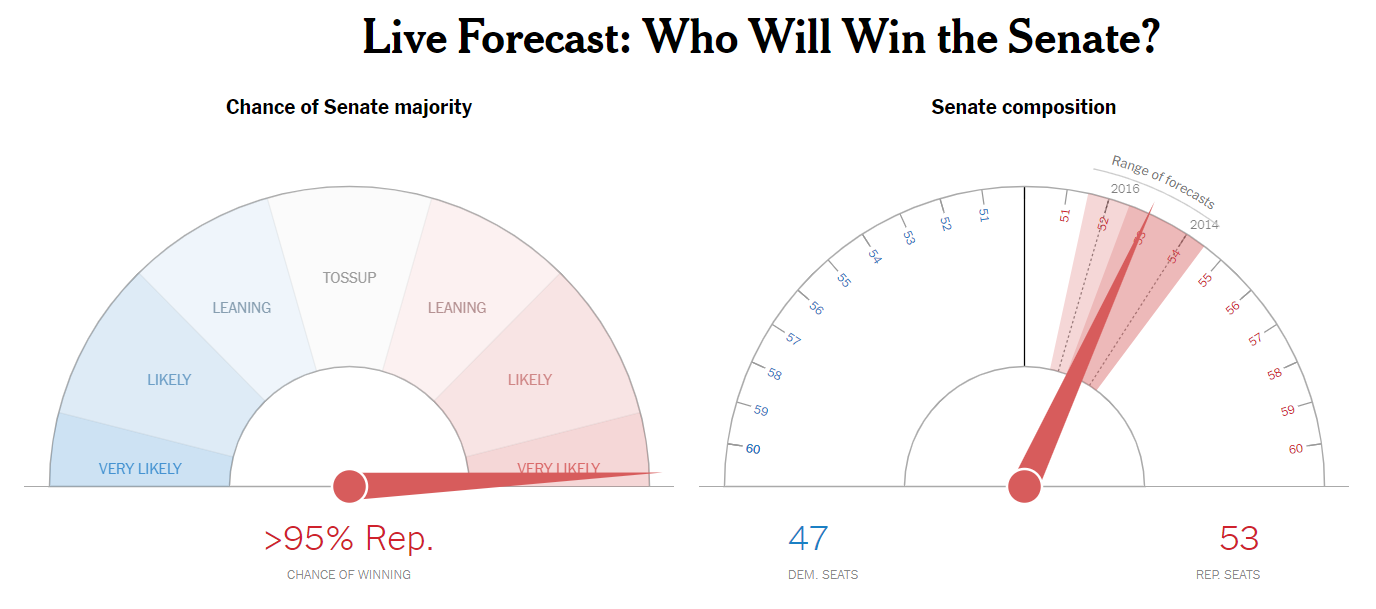 Live Forecast: Who Will Win the Senate?
Chance of Senate majority
TOSSUP
LEANING
LEANING
LIKELY
LIKELY
VERY LIKELY
VERY LIKELY
>95% Rep.
CHANCE OF WINNING
Senate composition
Range of forecasts
2016
2014
60
59
58
57
56
55
54
53
52
51
51
52
53
54
55
56
57
58
59
60
47
DEM. SEATS
53
REP. SEATS